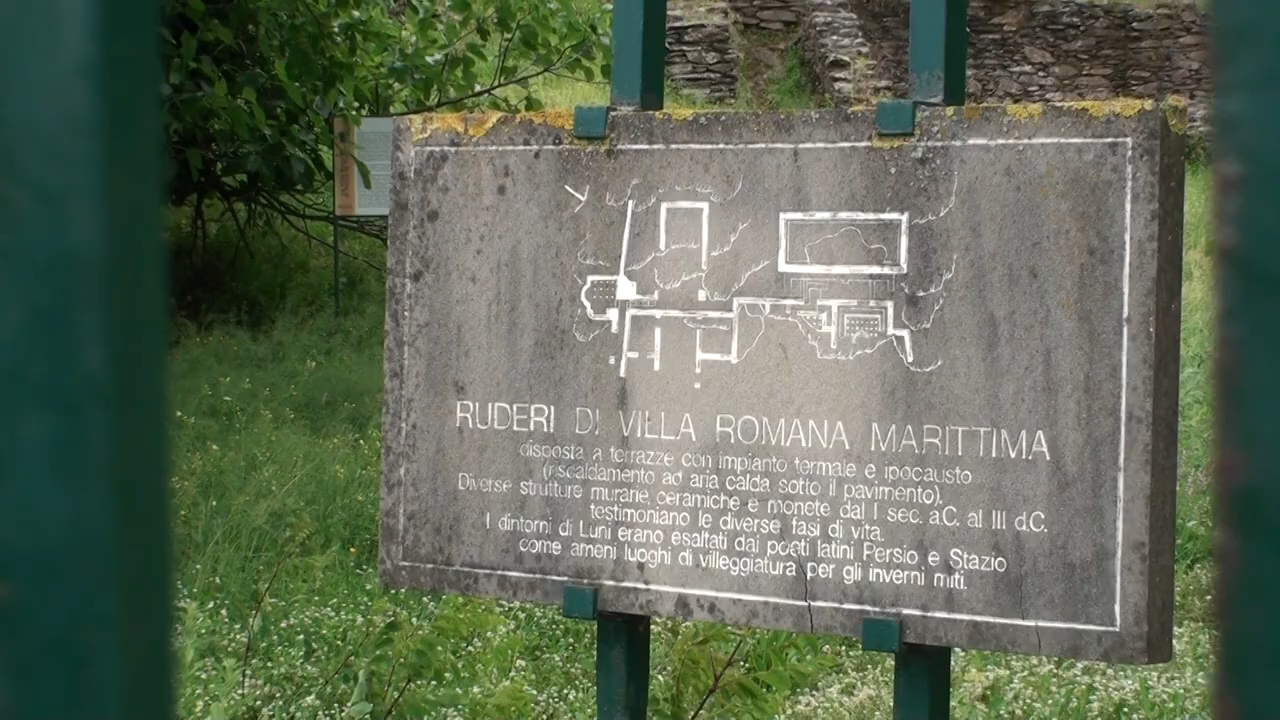 RUDERI DI VILLA ROMANA MARITTIMA
disposta a terrazze con impianto termale e ipocausto
(riscaldamento ad aria calda sotto il pavimento).
Diverse strutture murarie, ceramiche e monete dal I sec. a.C. al III d.C.
testimoniano le diverse fasi di vita.
I dintorni di Luni erano esaltati dai poeti latini Persio e Stazio
come ameni luoghi di villeggiatura per gli inverni miti.